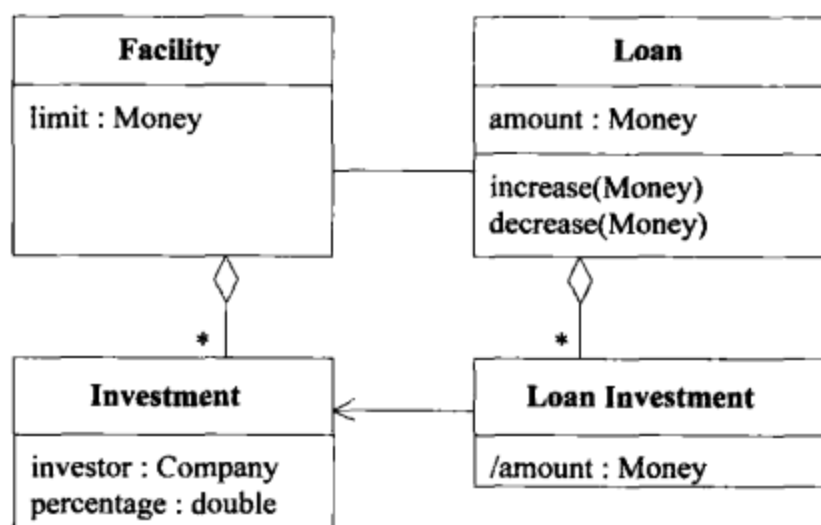 Facility
limit : Money
Loan
amount : Money
increase(Money)
decrease(Money)
*
*
Investment
investor : Company
percentage : double
Loan Investment
/amount : Money